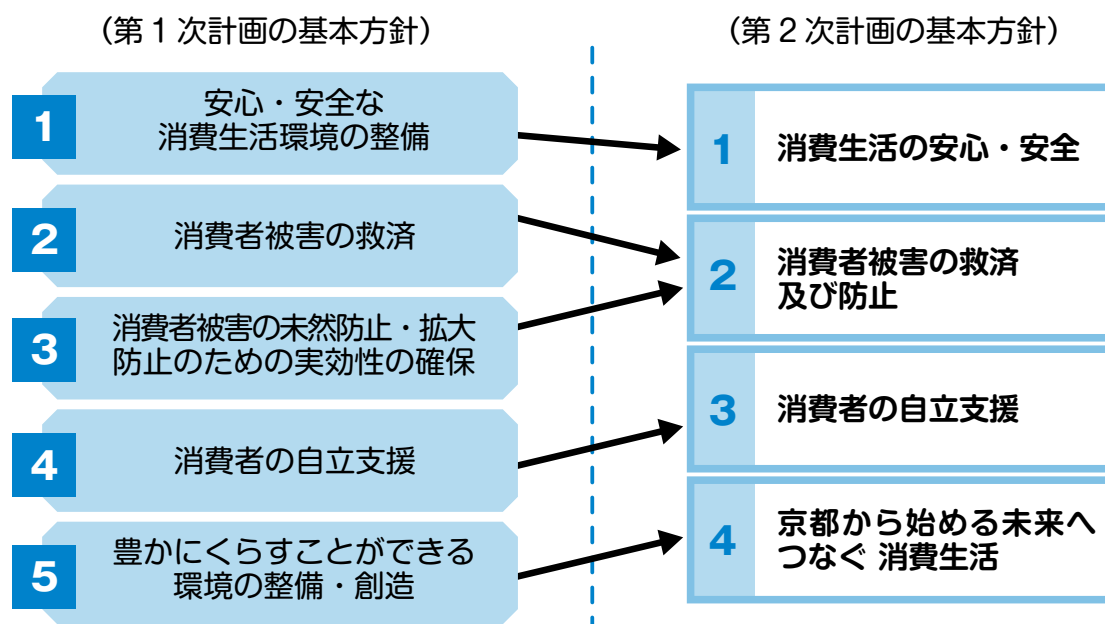 （第1次計画の基本方針）
1
安心・安全な
消費生活環境の整備
2
消費者被害の救済
3
消費者被害の未然防止・拡大
防止のための実効性の確保
4
消費者の自立支援
5
豊かにくらすことができる
環境の整備・創造
（第2次計画の基本方針）
1
消費生活の安心・安全
2
消費者被害の救済
及び防止
3
消費者の自立支援
4
京都から始める未来へ
つなぐ 消費生活